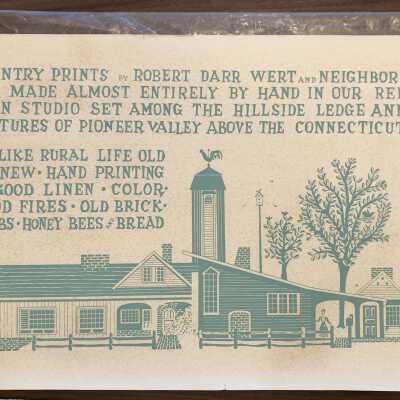 NTRY PRINTS BY ROBERT DARR WERT AND NEIGHBOR
MADE ALMOST ENTIRELY BY HAND IN OUR RE
N STUDIO SET AMONG THE HILLSIDE LEDGE AND
TURES OF PIONEER VALLEY ABOVE THE CONNECTICUT
LIKE RURAL LIFE OLD
NEW · HAND PRINTING
GOOD LINEN · COLOR·
D FIRES · OLD BRICK·
BS · HONEY BEES & BREAD